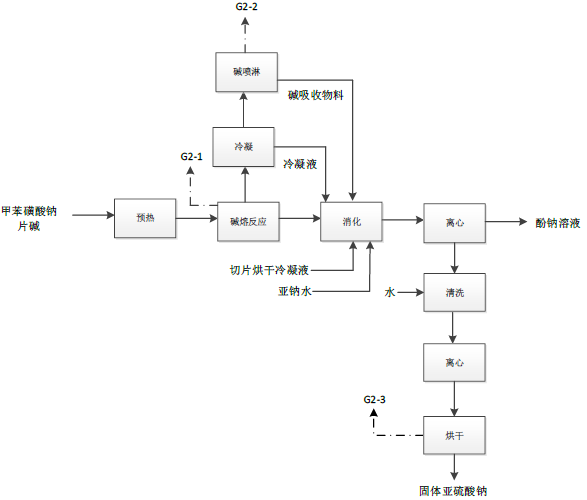 G2-2
碱喷淋
碱吸收物料
冷凝
冷凝液
G2-1
甲苯磺酸钠
片碱
预热
碱熔反应
消化
离心
酚钠溶液
切片烘干冷凝液
亚钠水
水
清洗
离心
G2-3
烘干
固体亚硫酸钠